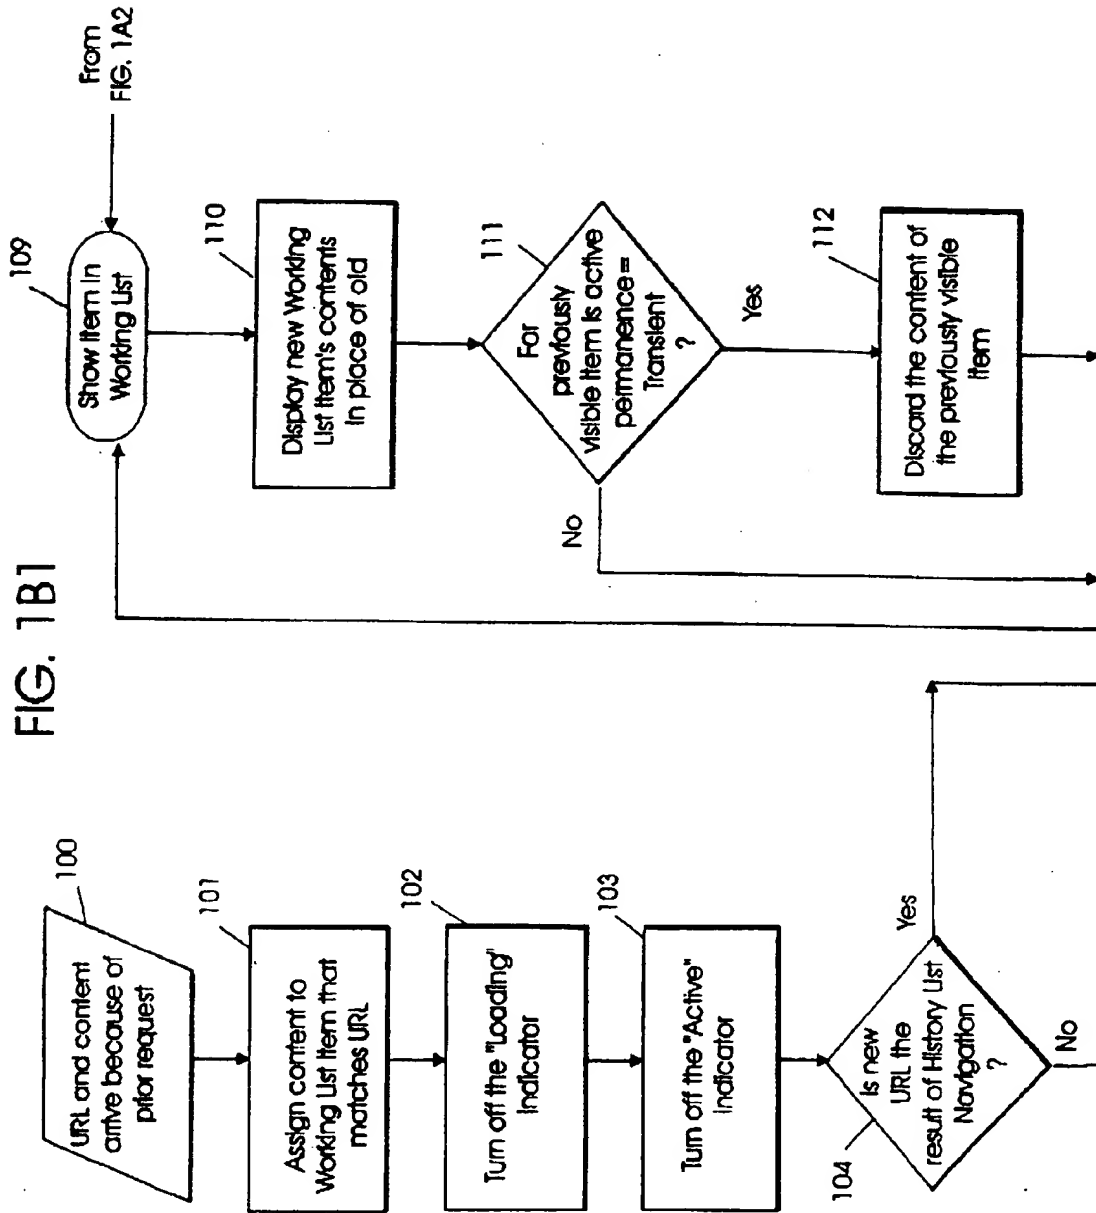 FIG. 1B1
100
URL and content
arrive because of
prior request
101
Assign content to
Working List item that
matches URL
102
Turn off the "Loading"
Indicator
103
Turn off the "Active"
Indicator
104
Is new
URL the
result of History List
Navigation
?
Yes
No
From
FIG. 1A2
109
Show Item in
Working List
110
Display new Working
List Item's contents
in place of old
111
For
previously
visible item is active
permanence=
Transient
?
No
Yes
112
Discard the content of
the previously visible
item